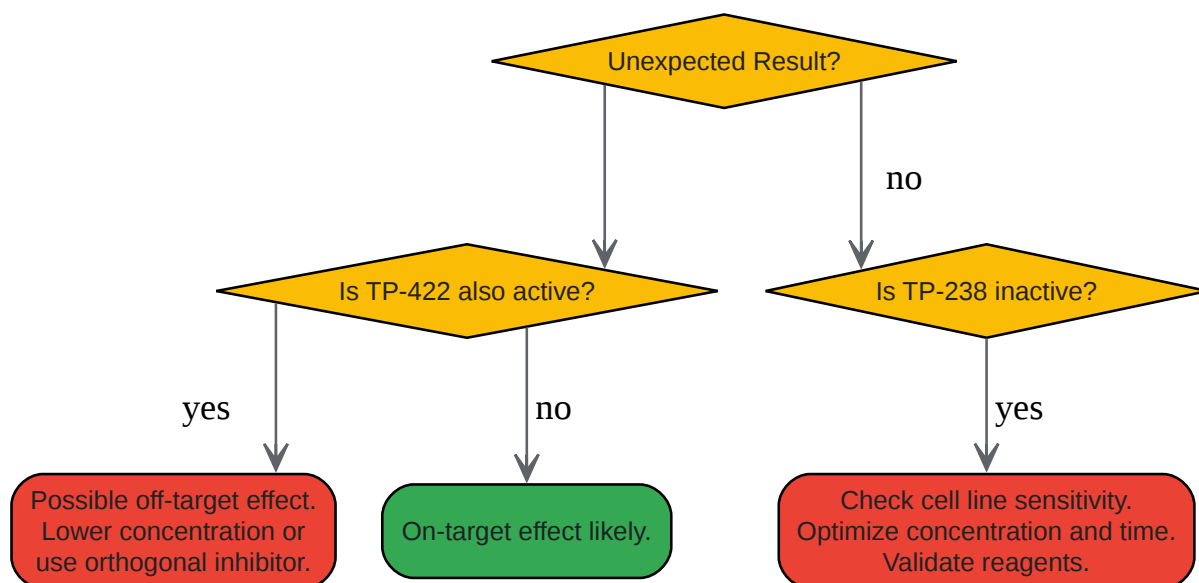 Unexpected Result?
no
Is TP-422 also active?
Is TP-238 inactive?
yes
no
yes
Possible off-target effect.
Lower concentration or
use orthogonal inhibitor.
On-target effect likely.
Check cell line sensitivity.
Optimize concentration and time.
Validate reagents.